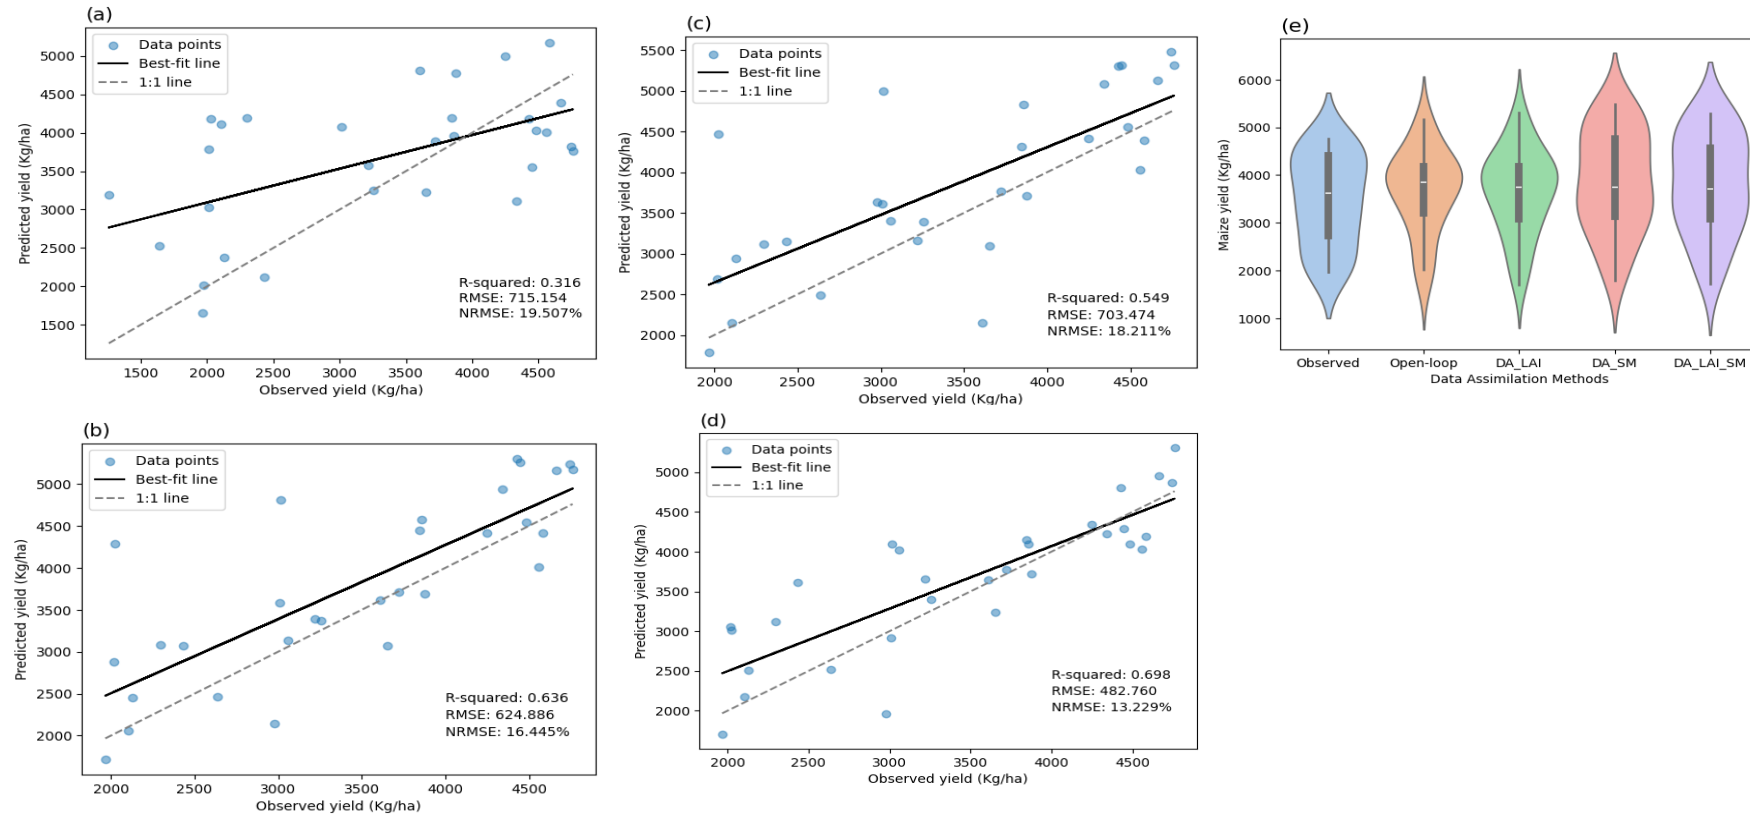 (a)
Data points
Best-fit line
1:1 line
5000
4500
4000
3500
3000
2500
2000
1500
Predicted yield (Kg/ha)
R-squared: 0.316
RMSE: 715.154
NRMSE: 19.507%
1500 2000 2500 3000 3500 4000 4500
Observed yield (Kg/ha)
(c)
Data points
Best-fit line
1:1 line
5500
5000
4500
4000
3500
3000
2500
2000
Predicted yield (Kg/ha)
R-squared: 0.549
RMSE: 703.474
NRMSE: 18.211%
2000 2500 3000 3500 4000 4500
Observed yield (Kg/ha)
(e)
6000
5000
4000
3000
2000
1000
Maize yield (Kg/ha)
Observed Open-loop DA_LAI DA_SM DA_LAI_SM
Data Assimilation Methods
(b)
Data points
Best-fit line
1:1 line
5000
4500
4000
3500
3000
2500
2000
Predicted yield (Kg/ha)
R-squared: 0.636
RMSE: 624.886
NRMSE: 16.445%
2000 2500 3000 3500 4000 4500
Observed yield (Kg/ha)
(d)
Data points
Best-fit line
1:1 line
5000
4500
4000
3500
3000
2500
2000
Predicted yield (Kg/ha)
R-squared: 0.698
RMSE: 482.760
NRMSE: 13.229%
2000 2500 3000 3500 4000 4500
Observed yield (Kg/ha)